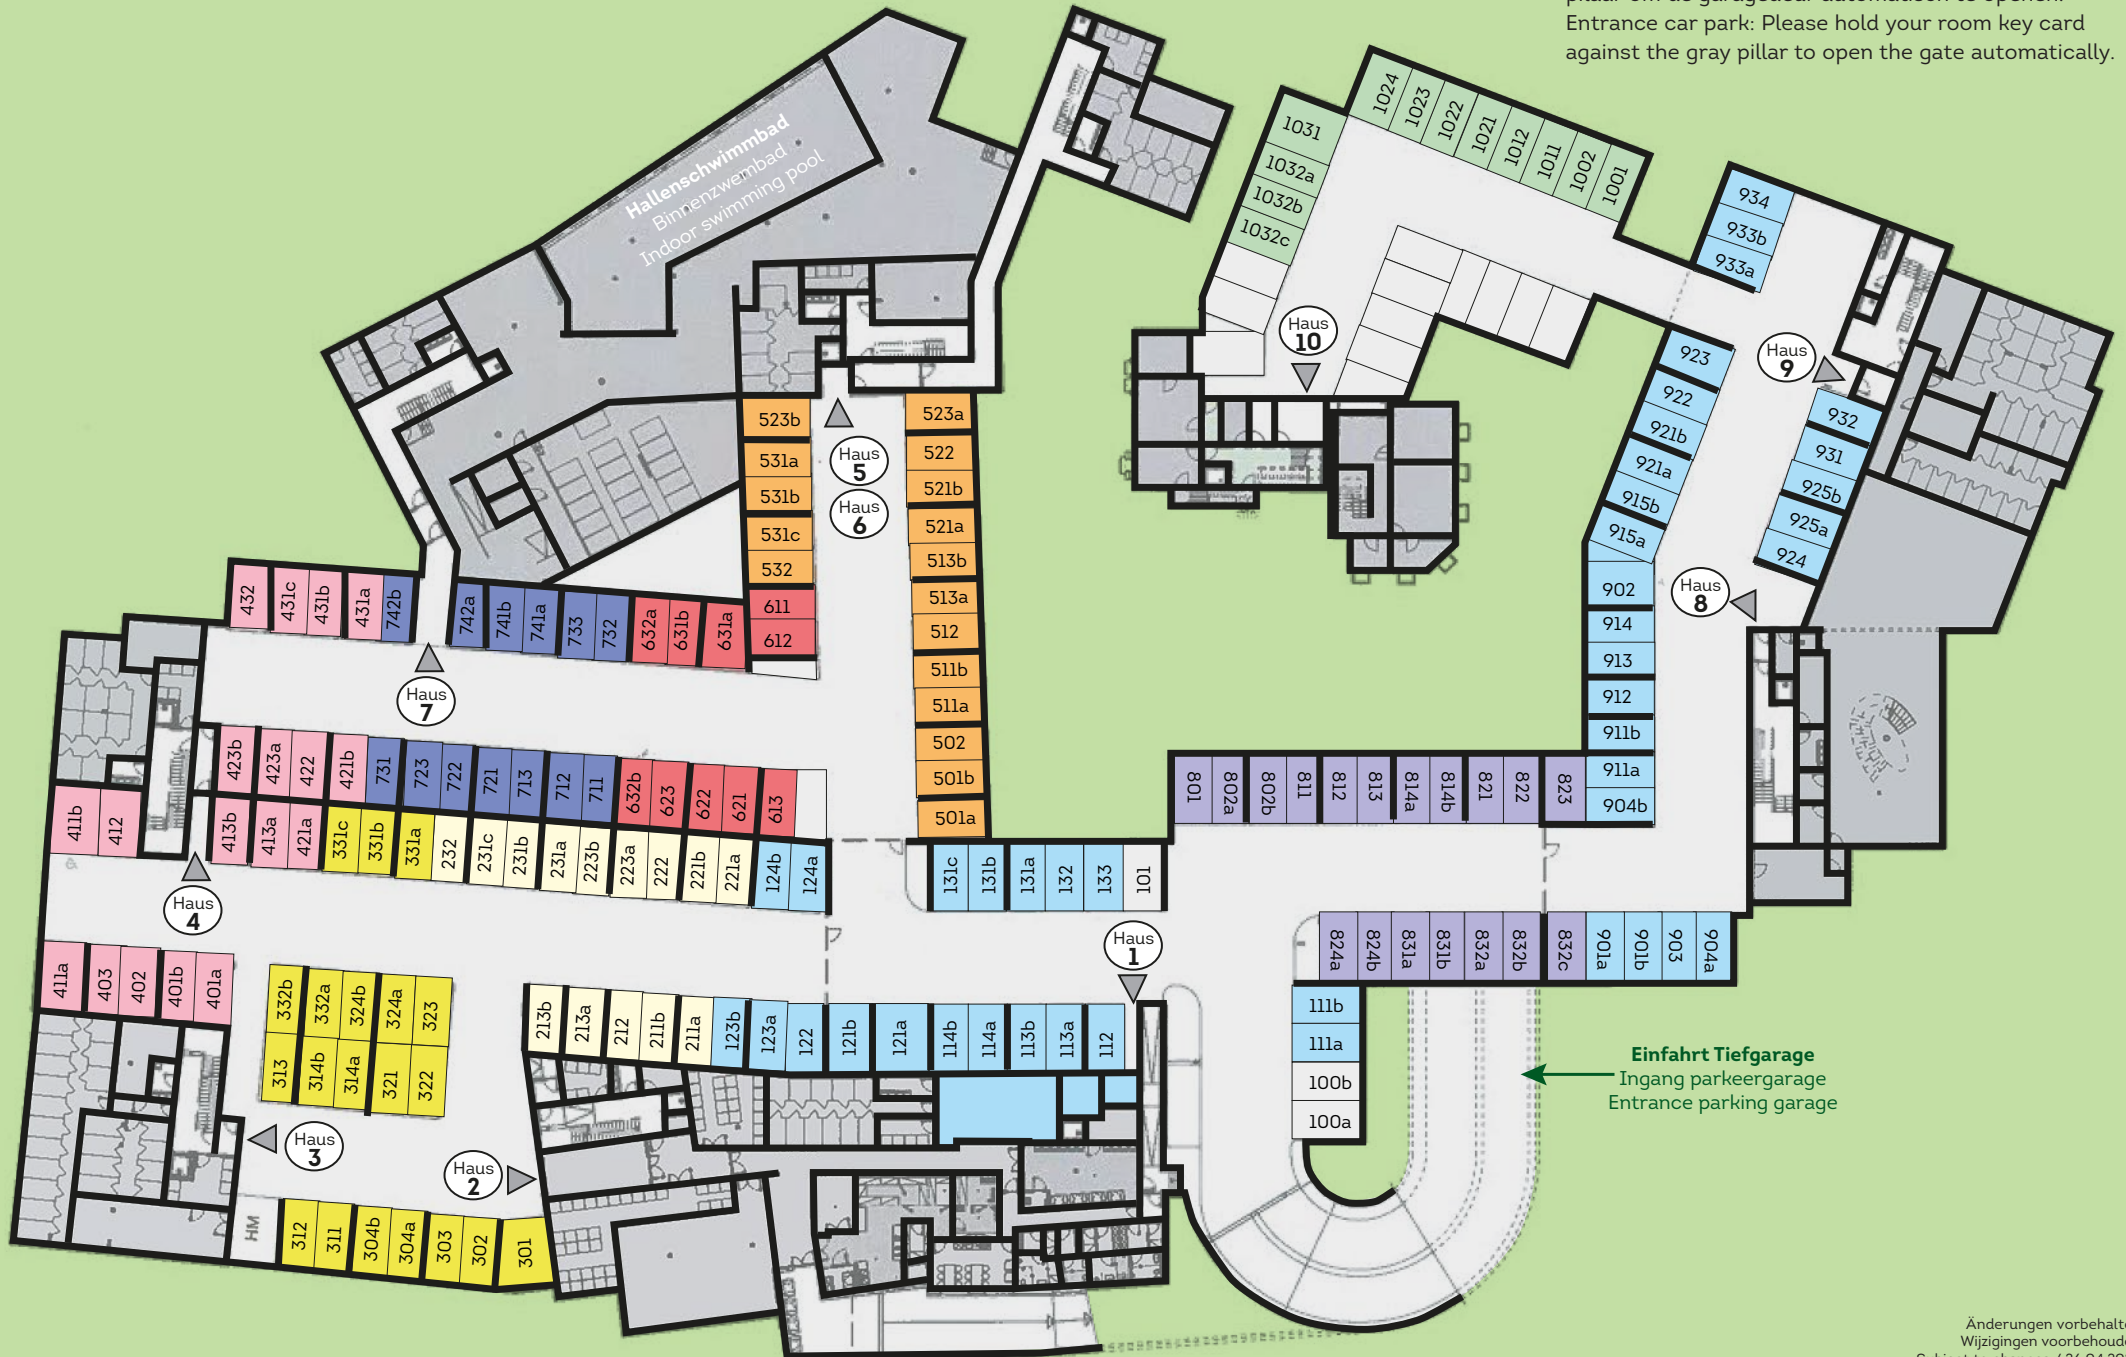 pilaar om de garagedeur automatisch te openen.
Entrance car park: Please hold your room key card
against the gray pillar to open the gate automatically.
Hallenschwimmbad
Binnenzwembad
Indoor swimming pool
1024
1023
1022
1021
1012
1011
1002
1001
1031
1032a
1032b
1032c
Haus
10
934
933b
933a
923
922
921b
921a
915b
915a
902
914
913
912
911b
911a
904b
Haus
9
932
931
925b
925a
924
Haus
8
523b
531a
531b
531c
532
611
612
Haus
5
Haus
6
523a
522
521b
521a
513b
513a
512
511b
511a
502
501b
501a
432
431c
431b
431a
742b
742a
741b
741a
733
732
632a
631b
631a
Haus
7
423b
423a
422
421b
731
723
722
721
713
712
711
632b
623
622
621
613
411b
412
413b
413a
421a
331c
331b
331a
232
231c
231b
231a
223b
223a
222
221b
221a
124b
124a
131c
131b
131a
132
133
101
801
802a
802b
811
812
813
814a
814b
821
822
823
Haus
4
Haus
1
824a
824b
831a
831b
832a
832b
832c
901a
901b
903
904a
411a
403
402
401b
401a
332b
332a
324b
324a
323
313
314b
314a
321
322
213b
213a
212
211b
211a
123b
123a
122
121b
121a
114b
114a
113b
113a
112
111b
111a
100b
100a
Einfahrt Tiefgarage
Ingang parkeergarage
Entrance parking garage
Haus
3
Haus
2
HM
312
311
304b
304a
303
302
301
Änderungen vorbehalte
Wijzigingen voorbehoude